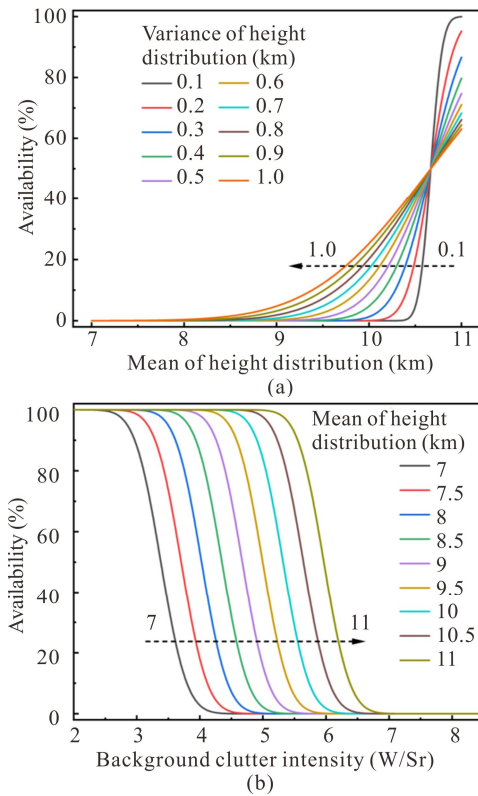 100
80
60
40
20
0
Availability (%)
Variance of height
distribution (km)
0.1 0.6
0.2 0.7
0.3 0.8
0.4 0.9
0.5 1.0
1.0 0.1
7 8 9 10 11
Mean of height distribution (km)
(a)
100
80
60
40
20
0
Availability (%)
Mean of height
distribution (km)
7
7.5
8
8.5
9
9.5
10
10.5
11
7 11
2 3 4 5 6 7 8
Background clutter intensity (W/Sr)
(b)